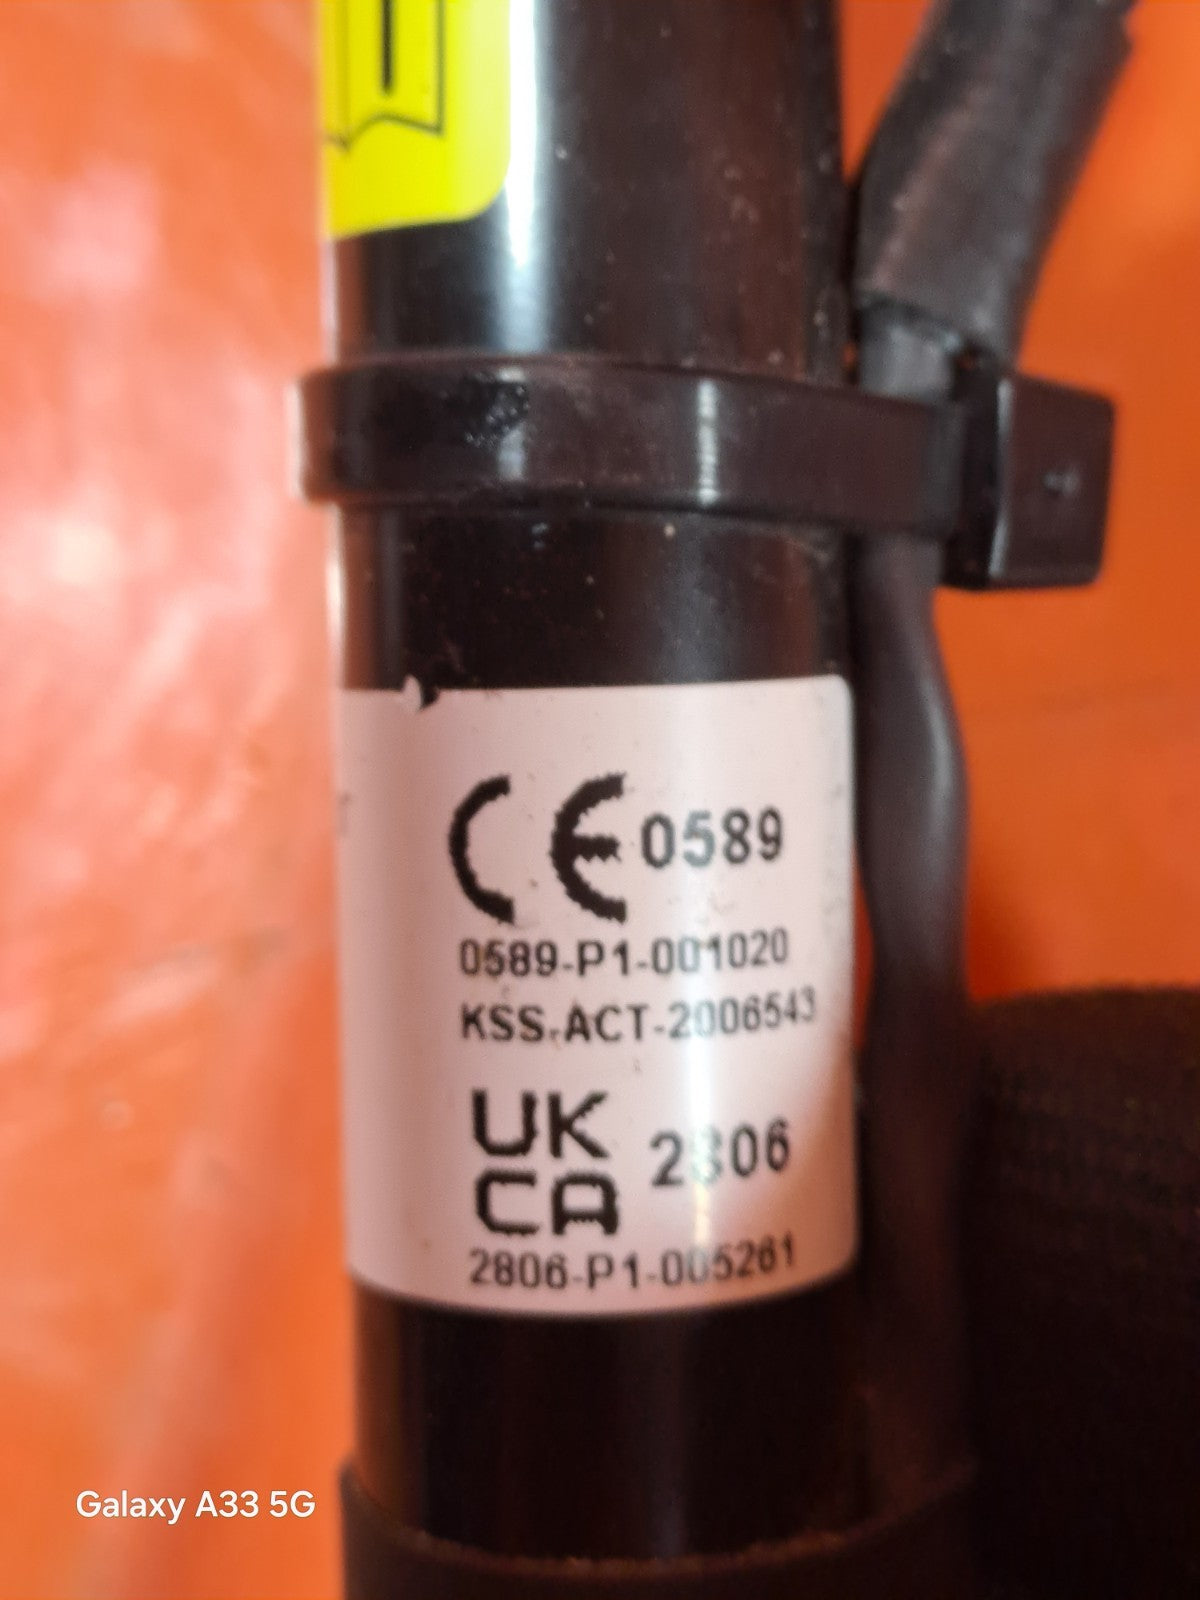 CE 0589
0589-P1-001020
KSS-ACT-2006543
UK
CA 2806
2806-P1-005261
Galaxy A33 5G